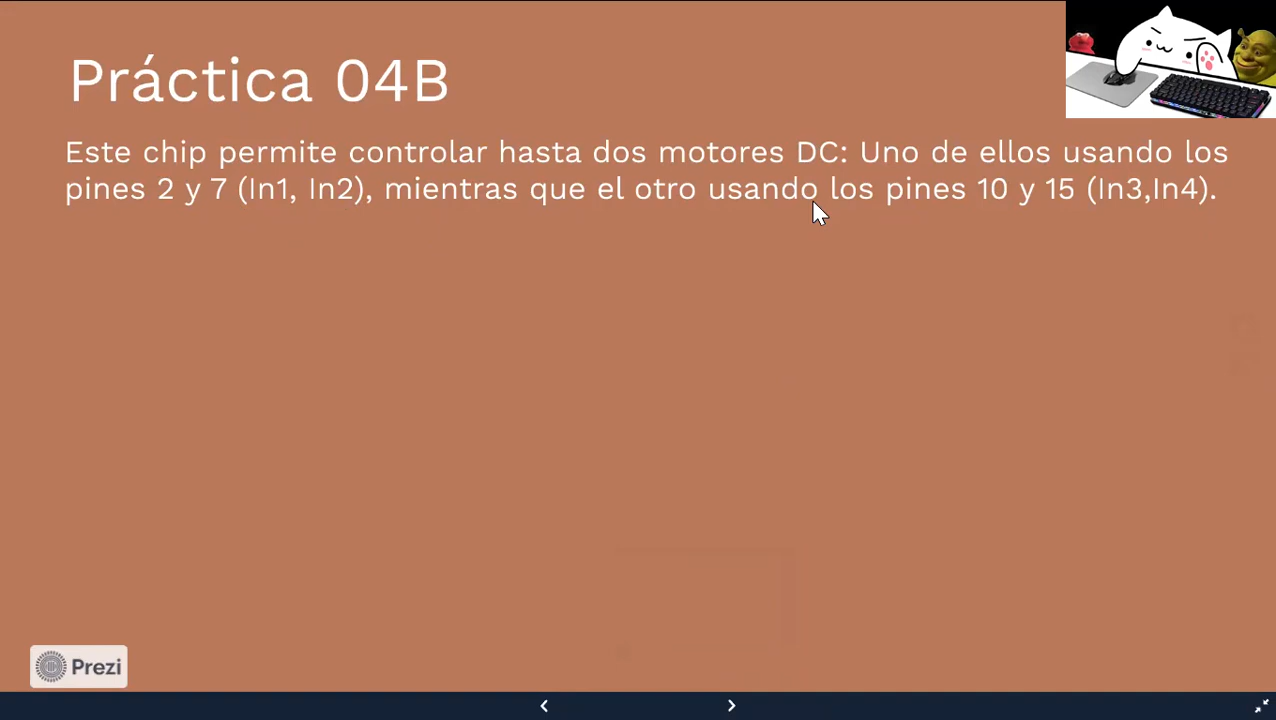 Práctica 04B
Este chip permite controlar hasta dos motores DC: Uno de ellos usando los
pines 2 y 7 (In1, In2), mientras que el otro usando los pines 10 y 15 (In3,In4).
Prezi